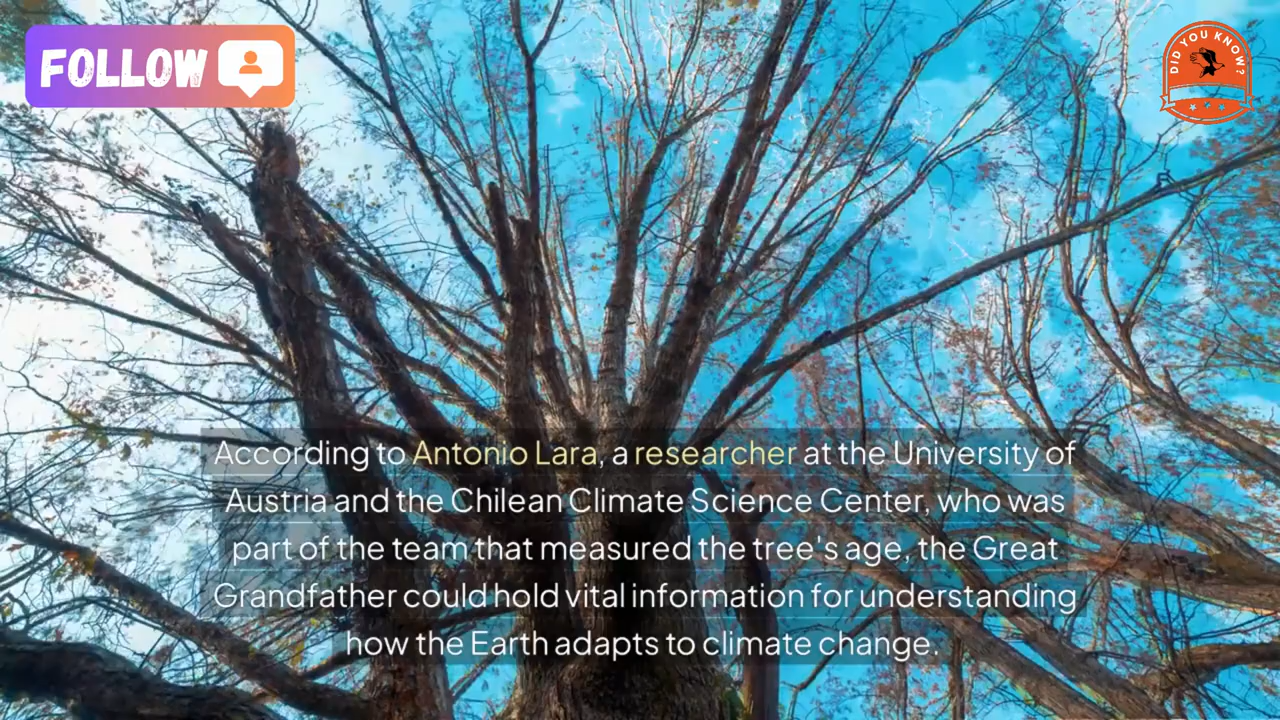 FOLLOW
DID YOU KNOW?
According to Antonio Lara, a researcher at the University of
Austria and the Chilean Climate Science Center, who was
part of the team that measured the tree's age, the Great
Grandfather could hold vital information for understanding
how the Earth adapts to climate change.